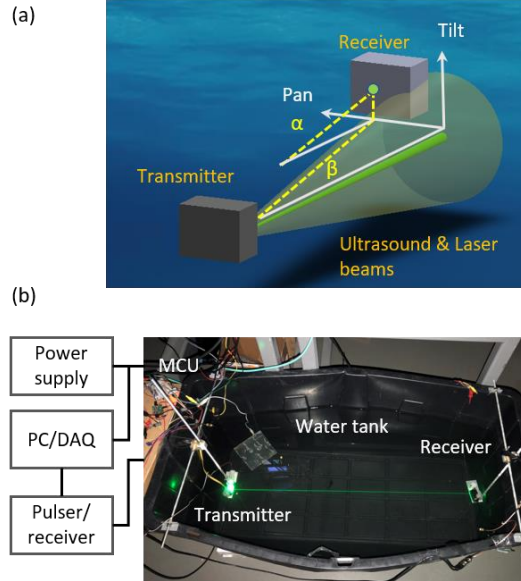 (a)
Receiver
Tilt
Pan
α
β
Transmitter
Ultrasound & Laser
beams
(b)
Power
supply
MCU
PC/DAQ
Water tank
Receiver
Pulser/
receiver
Transmitter